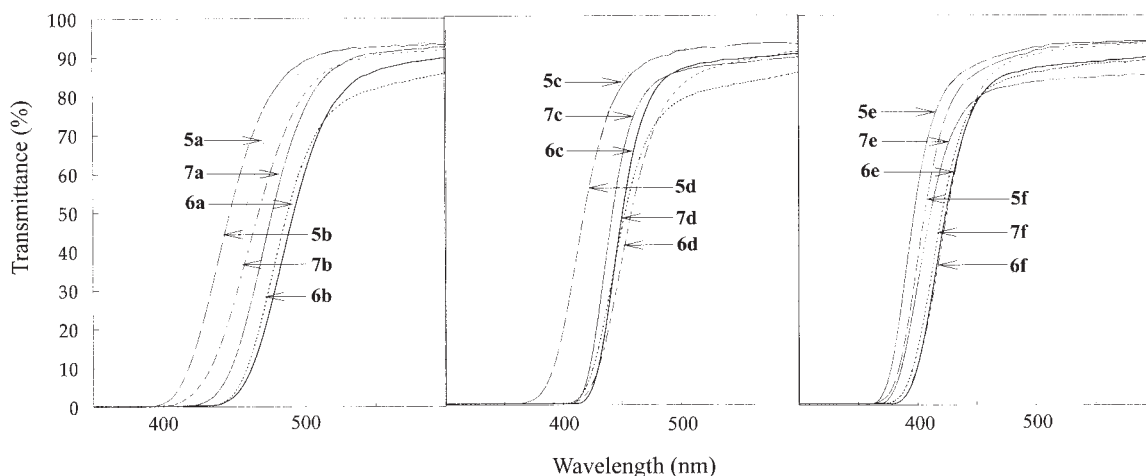 100
90
80
70
60
50
40
30
20
10
0
Transmittance (%)
5a
7a
6a
5b
7b
6b
400
500
5c
7c
6c
5d
7d
6d
400
500
5e
7e
6e
5f
7f
6f
400
500
Wavelength (nm)